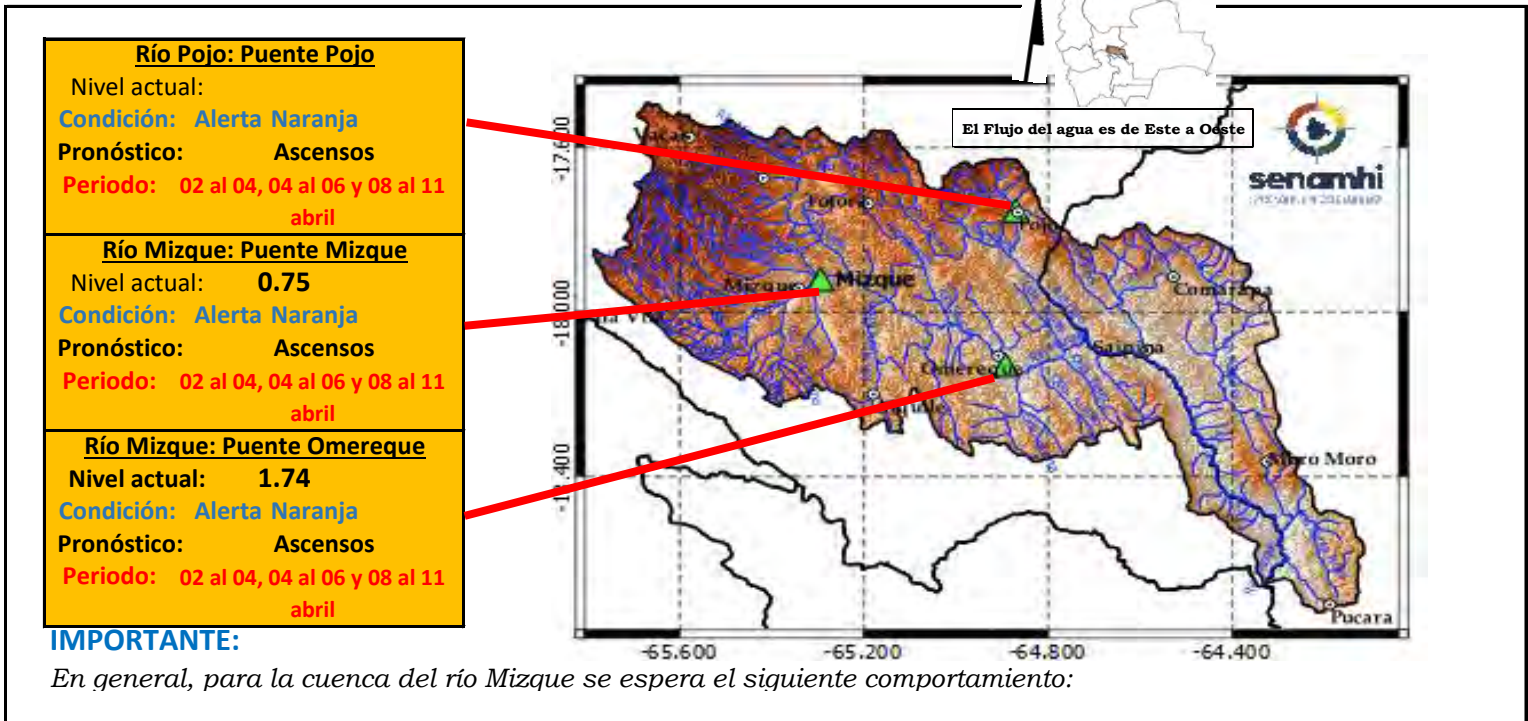 Río Pojo: Puente Pojo
Nivel actual:
Condición: Alerta Naranja
Pronóstico: Ascensos
Periodo: 02 al 04, 04 al 06 y 08 al 11
abril
Río Mizque: Puente Mizque
Nivel actual: 0.75
Condición: Alerta Naranja
Pronóstico: Ascensos
Periodo: 02 al 04, 04 al 06 y 08 al 11
abril
Río Mizque: Puente Omereque
Nivel actual: 1.74
Condición: Alerta Naranja
Pronóstico: Ascensos
Periodo: 02 al 04, 04 al 06 y 08 al 11
abril
El Flujo del agua es de Este a Oeste
senamhi
-17.600
-18.000
Pojo
Mizque
Mizque
Comarapa
Saipina
Omereque
Moro Moro
Pucara
-65.600
-65.200
-64.800
-64.400
IMPORTANTE:
En general, para la cuenca del río Mizque se espera el siguiente comportamiento: